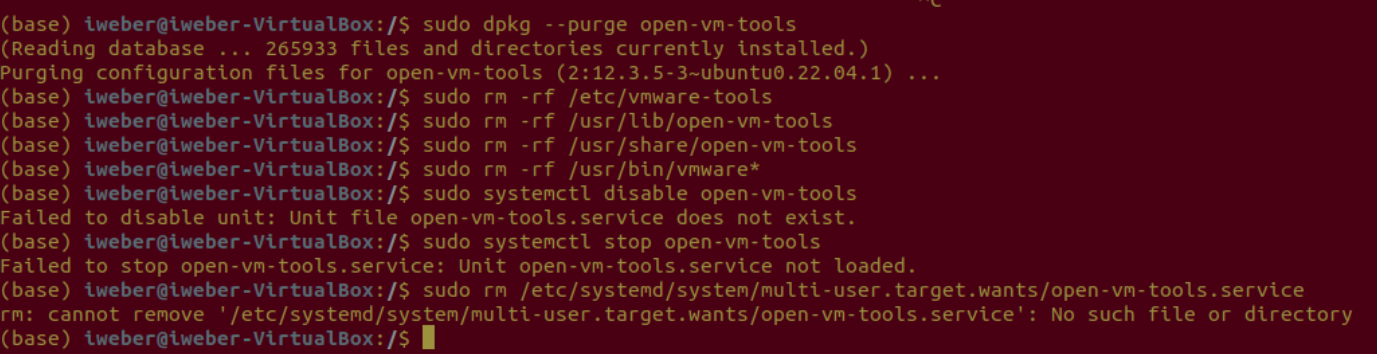 ^C
(base) iweber@iweber-VirtualBox:/$ sudo dpkg --purge open-vm-tools
(Reading database ... 265933 files and directories currently installed.)
Purging configuration files for open-vm-tools (2:12.3.5-3~ubuntu0.22.04.1) ...
(base) iweber@iweber-VirtualBox:/$ sudo rm -rf /etc/vmware-tools
(base) iweber@iweber-VirtualBox:/$ sudo rm -rf /usr/lib/open-vm-tools
(base) iweber@iweber-VirtualBox:/$ sudo rm -rf /usr/share/open-vm-tools
(base) iweber@iweber-VirtualBox:/$ sudo rm -rf /usr/bin/vmware*
(base) iweber@iweber-VirtualBox:/$ sudo systemctl disable open-vm-tools
Failed to disable unit: Unit file open-vm-tools.service does not exist.
(base) iweber@iweber-VirtualBox:/$ sudo systemctl stop open-vm-tools
Failed to stop open-vm-tools.service: Unit open-vm-tools.service not loaded.
(base) iweber@iweber-VirtualBox:/$ sudo rm /etc/systemd/system/multi-user.target.wants/open-vm-tools.service
rm: cannot remove '/etc/systemd/system/multi-user.target.wants/open-vm-tools.service': No such file or directory
(base) iweber@iweber-VirtualBox:/$